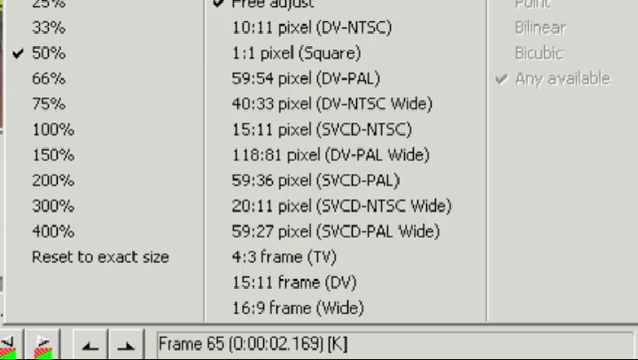 25%
33%
50%
66%
75%
100%
150%
200%
300%
400%
Reset to exact size
Free adjust
10:11 pixel (DV-NTSC)
1:1 pixel (Square)
59:54 pixel (DV-PAL)
40:33 pixel (DV-NTSC Wide)
15:11 pixel (SVCD-NTSC)
118:81 pixel (DV-PAL Wide)
59:36 pixel (SVCD-PAL)
20:11 pixel (SVCD-NTSC Wide)
59:27 pixel (SVCD-PAL Wide)
4:3 frame (TV)
15:11 frame (DV)
16:9 frame (Wide)
Point
Bilinear
Bicubic
Any available
Frame 65 (0:00:02.169) [K]